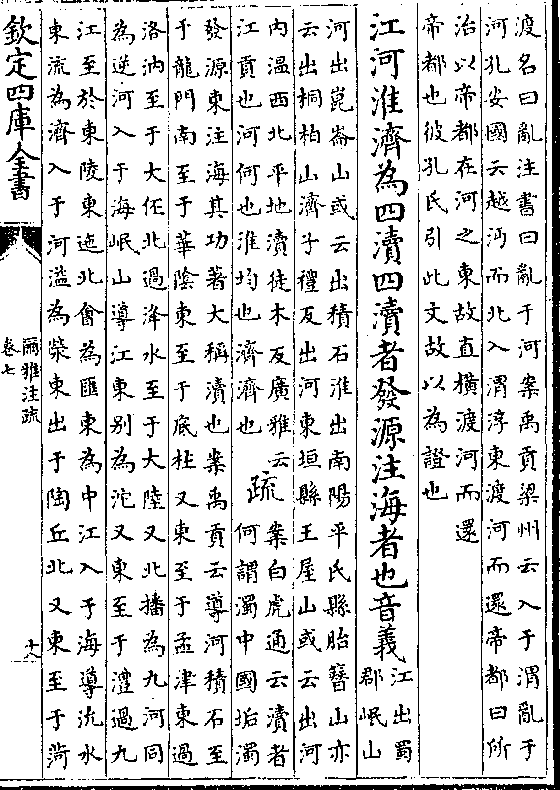 渡名曰亂注書曰亂于河案禹貢梁州云入于渭亂于
河孔安國云越沔而北入渭浮東渡河而還帝都曰所
治以帝都在河之東故直横渡河而還
帝都也彼孔氏引此文故以為證也
江河淮濟為四瀆四瀆者發源注海者也音義
江出蜀
郡岷山
河出崑崙山或云出積石淮出南陽平氏縣胎簪山亦
云出桐柏山濟子禮反出河東垣縣王屋山或云出河
内温西北平地瀆徒木反廣雅云
江貢也河何也淮均也濟濟也
疏
案白虎通云瀆者
何謂濁中國垢濁
發源東注海其功著大稱瀆也案禹貢云導河積石至
于龍門南至于華陰東至于底柱又東至于孟津東過
洛汭至于大伾北過洚水至于大陸又北播為九河同
為逆河入于海岷山導江東别為沱又東至于澧過九
江至於東陵東迆北會為匯東為中江入于海導沇水
東流為濟入于河溢為滎東出于陶丘北又東至于菏
欽定四庫全書
爾雅注疏
卷七
十六